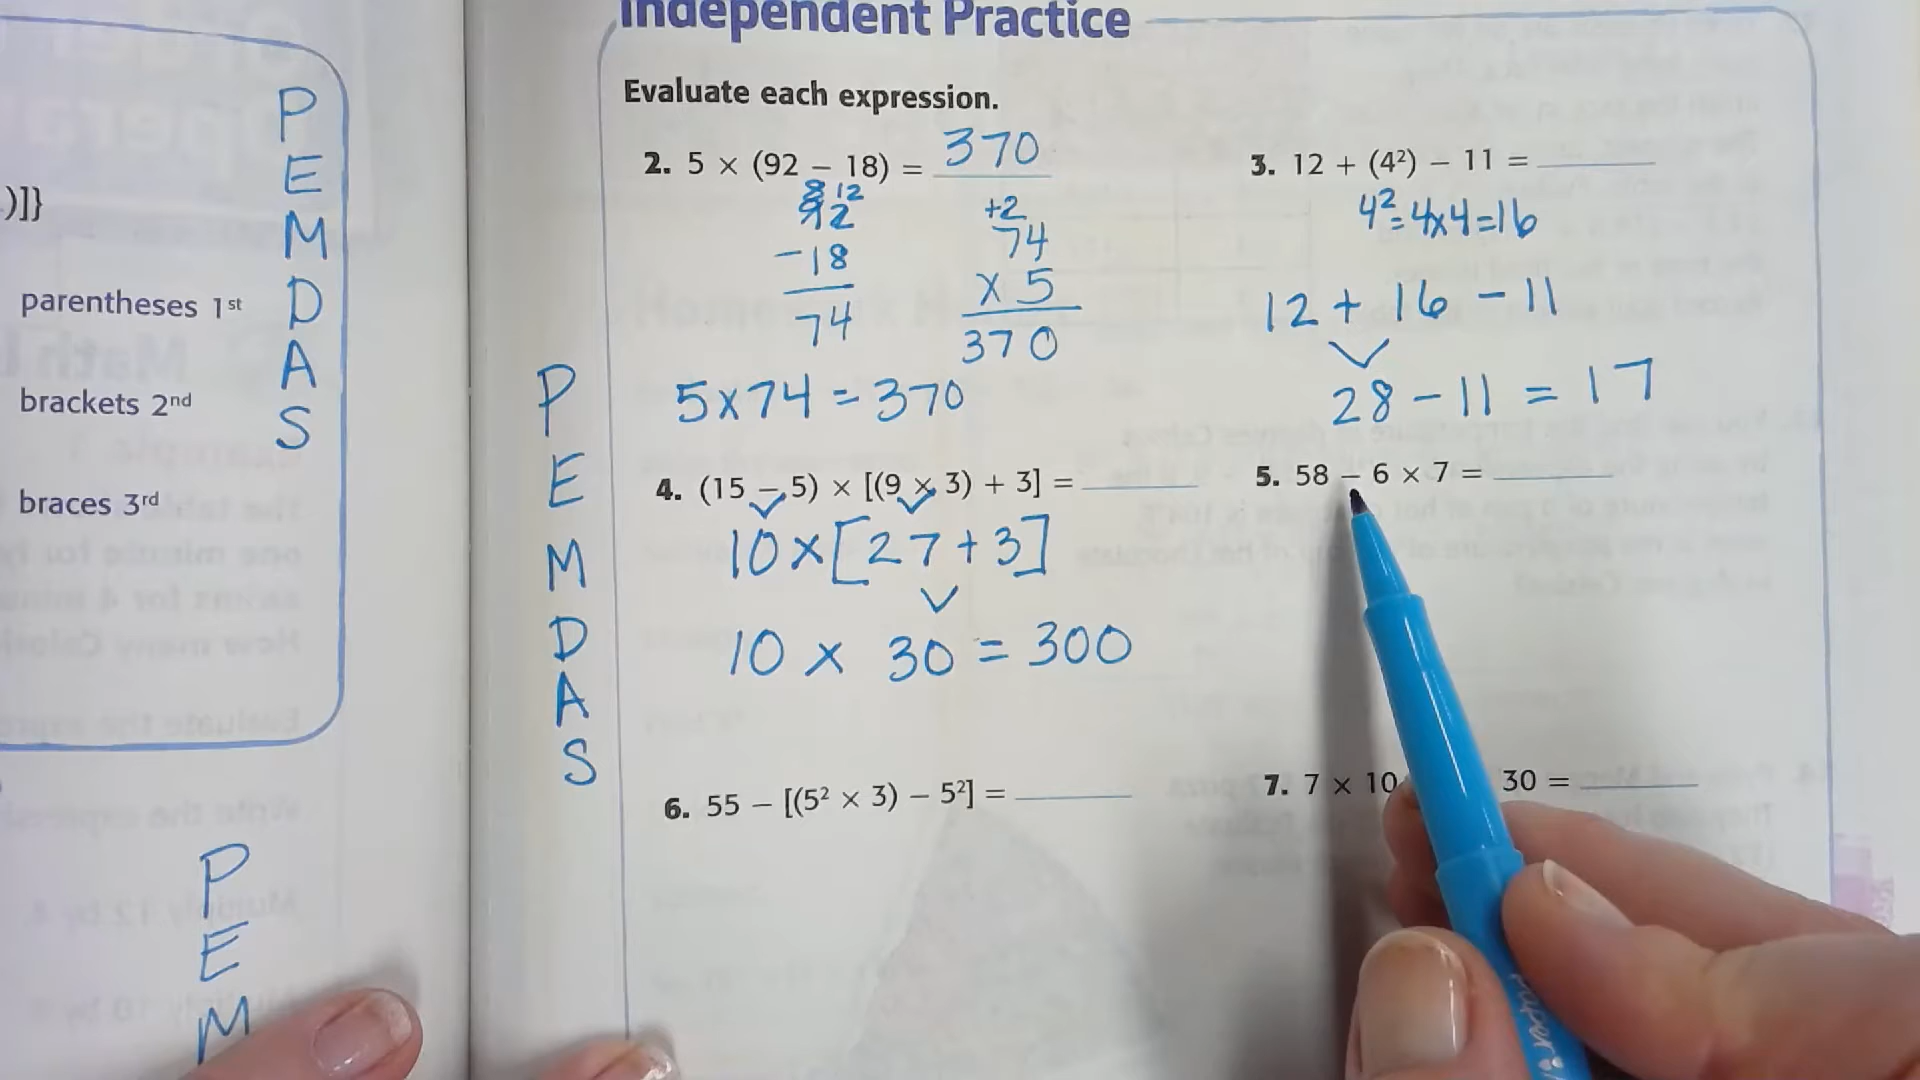 Independent Practice
Evaluate each expression.
2. 5 × (92 − 18) = 370
8 12
92
−18
74
+2
74
× 5
370
5×74 = 370
3. 12 + (4²) − 11 =
4²=4×4=16
12 + 16 − 11
28 − 11 = 17
4. (15 − 5) × [(9 × 3) + 3] =
10×[27+3]
10 × 30 = 300
5. 58 − 6 × 7 =
6. 55 − [(5² × 3) − 5²] =
7. 7 × 10
30 =
P
E
M
D
A
S
)]}
parentheses 1st
brackets 2nd
braces 3rd
P
E
M
D
A
S
P
E
M